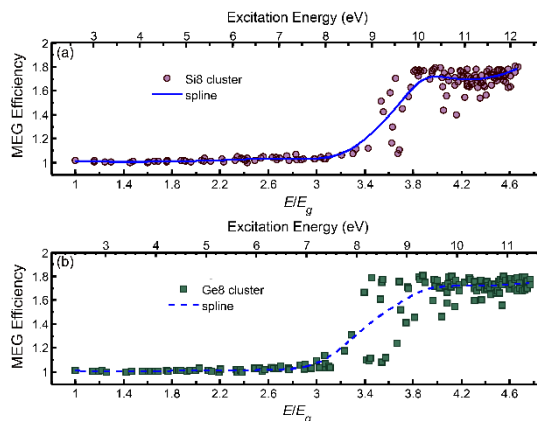 Excitation Energy (eV)
3 4 5 6 7 8 9 10 11 12
(a)
MEG Efficiency
2
1.8
1.6
1.4
1.2
1
Si8 cluster
spline
1 1.4 1.8 2.2 2.6 3 3.4 3.8 4.2 4.6
E/Eg
Excitation Energy (eV)
3 4 5 6 7 8 9 10 11
(b)
MEG Efficiency
2
1.8
1.6
1.4
1.2
1
Ge8 cluster
spline
1 1.4 1.8 2.2 2.6 3 3.4 3.8 4.2 4.6
E/Eg